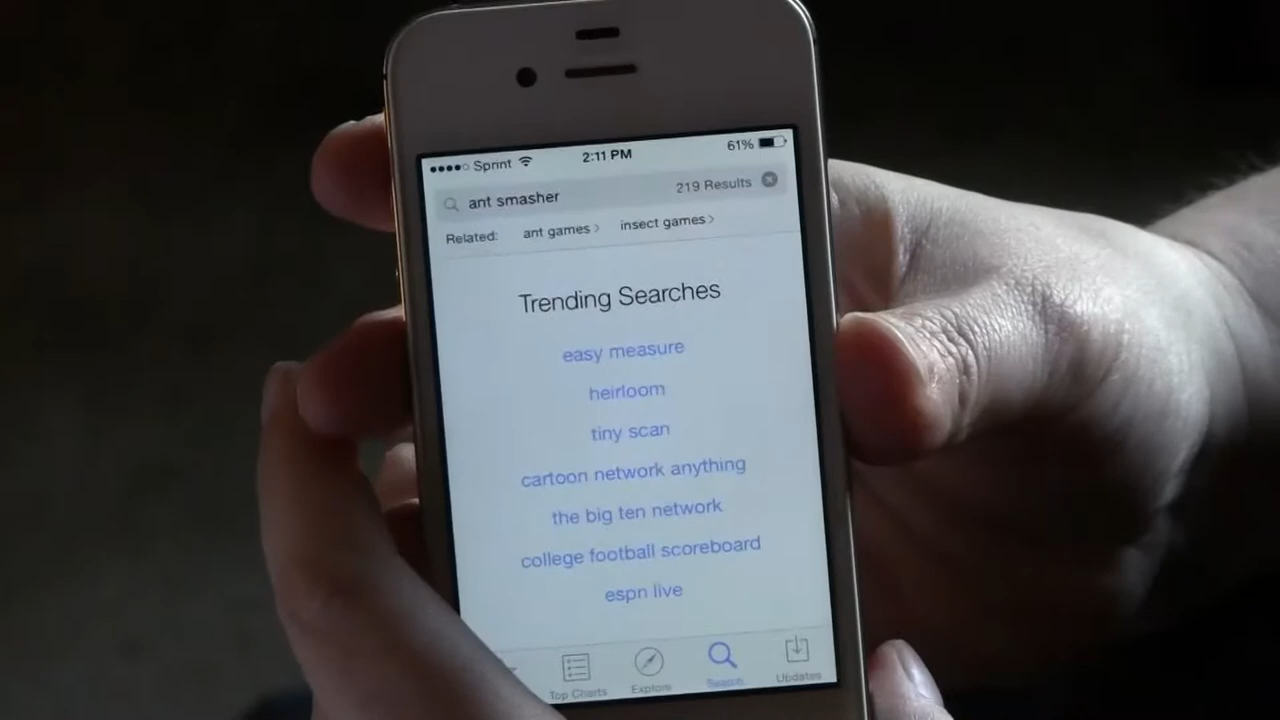 Sprint 2:11 PM 61%
ant smasher 219 Results
Related: ant games > insect games >
Trending Searches
easy measure
heirloom
tiny scan
cartoon network anything
the big ten network
college football scoreboard
espn live
Top Charts Explore Search Updates